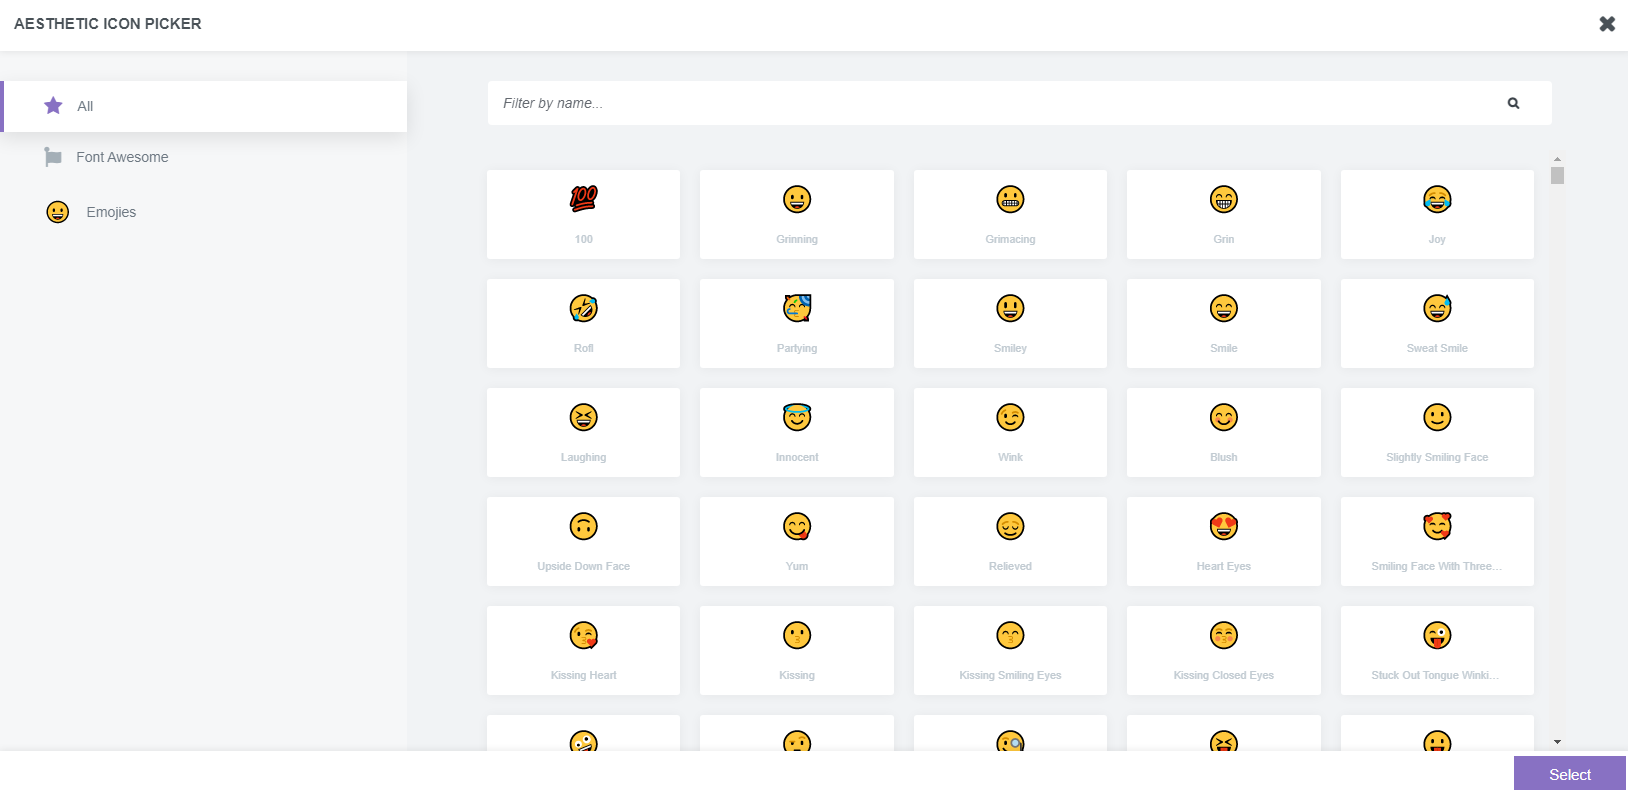 AESTHETIC ICON PICKER
All
Font Awesome
Emojies
Filter by name...
100
Grinning
Grimacing
Grin
Joy
Rofl
Partying
Smiley
Smile
Sweat Smile
Laughing
Innocent
Wink
Blush
Slightly Smiling Face
Upside Down Face
Yum
Relieved
Heart Eyes
Smiling Face With Three...
Kissing Heart
Kissing
Kissing Smiling Eyes
Kissing Closed Eyes
Stuck Out Tongue Winki...
Select